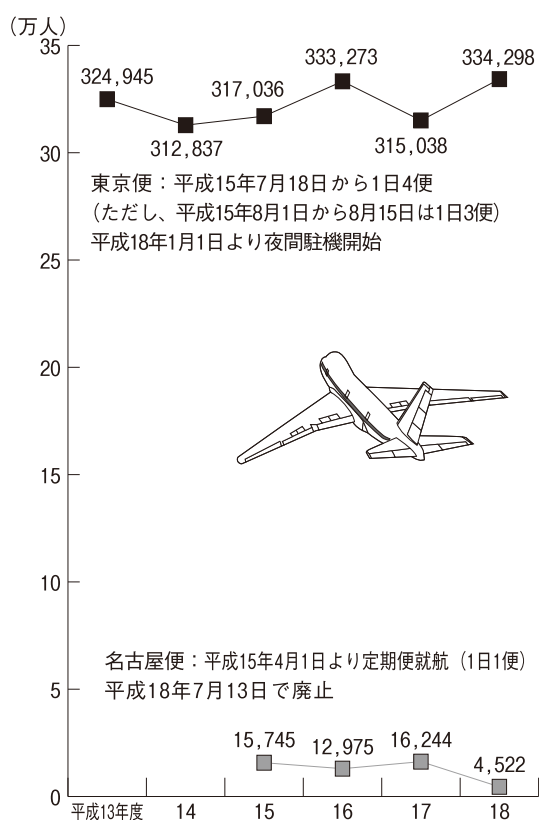 (万人)
35
324,945
312,837
317,036
333,273
315,038
334,298
30
東京便：平成15年7月18日から1日4便
（ただし、平成15年8月1日から8月15日は1日3便）
平成18年1月1日より夜間駐機開始
25
20
15
10
名古屋便：平成15年4月1日より定期便就航（1日1便）
平成18年7月13日で廃止
5
15,745
12,975
16,244
4,522
0
平成13年度 14 15 16 17 18